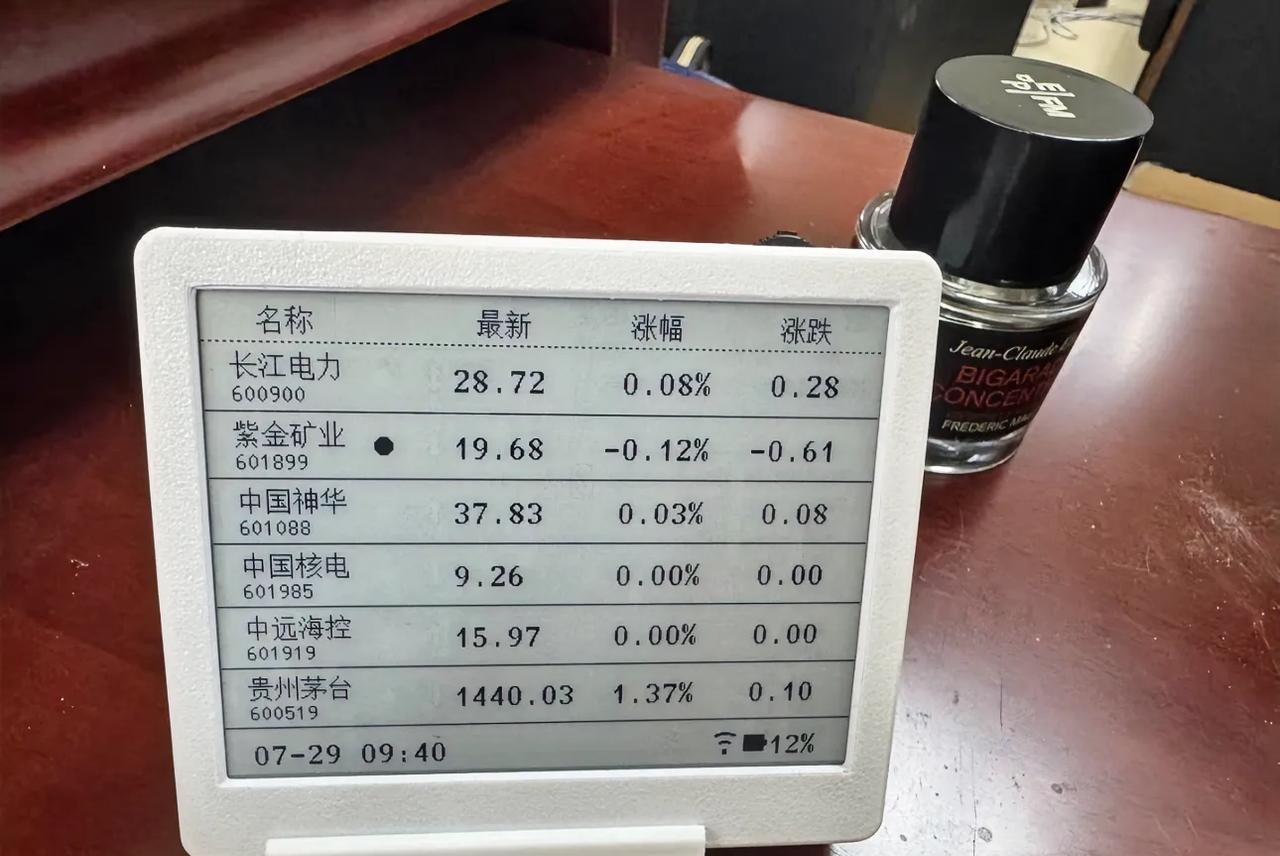 名称 最新 涨幅 涨跌
长江电力 28.72 0.08% 0.28
600900
紫金矿业 19.68 -0.12% -0.61
601899
中国神华 37.83 0.03% 0.08
601088
中国核电 9.26 0.00% 0.00
601985
中远海控 15.97 0.00% 0.00
601919
贵州茅台 1440.03 1.37% 0.10
600519
07-29 09:40 12%
Jean-Claude
FREDERIC